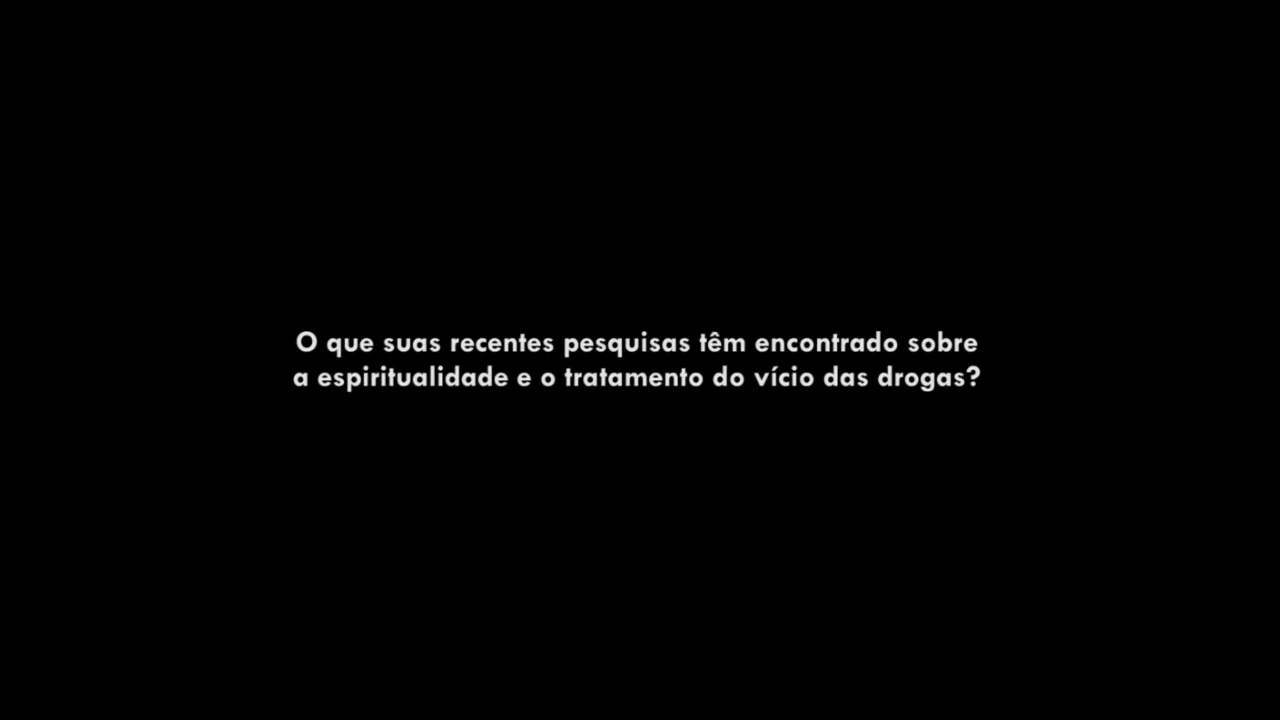 O que suas recentes pesquisas têm encontrado sobre
a espiritualidade e o tratamento do vício das drogas?